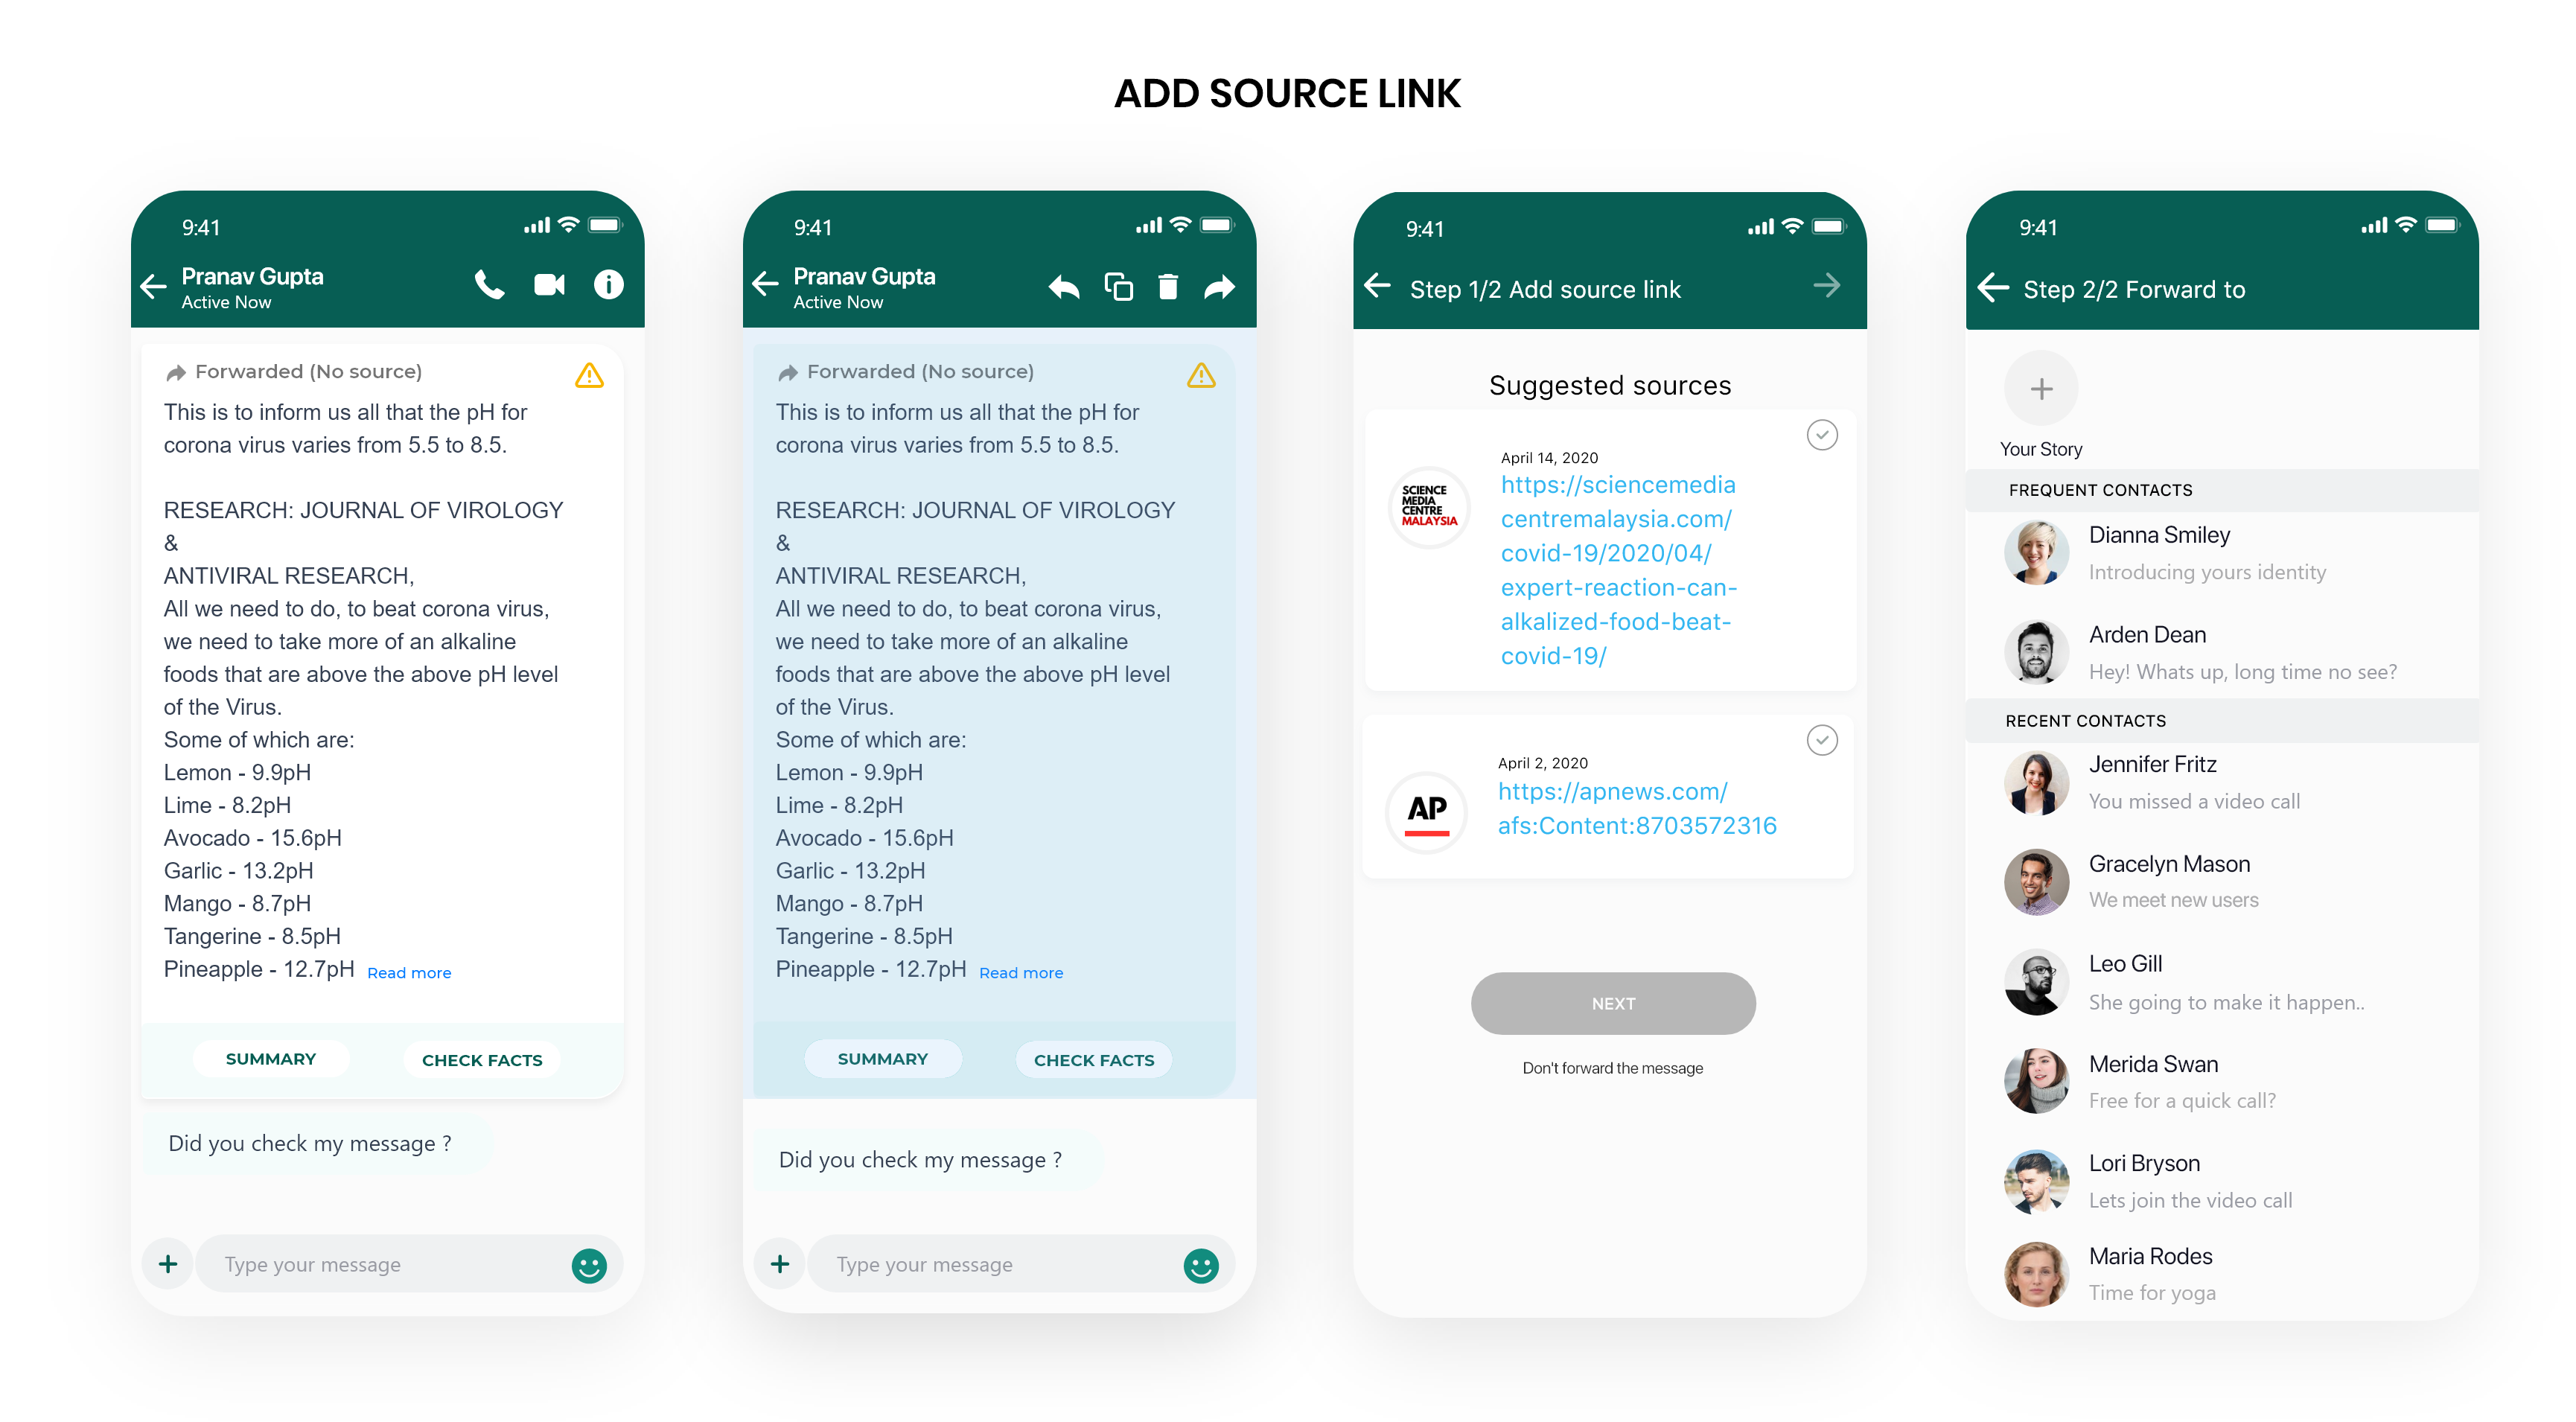 ADD SOURCE LINK
9:41
Pranav Gupta
Active Now
Forwarded (No source)
This is to inform us all that the pH for
corona virus varies from 5.5 to 8.5.
RESEARCH: JOURNAL OF VIROLOGY
&
ANTIVIRAL RESEARCH,
All we need to do, to beat corona virus,
we need to take more of an alkaline
foods that are above the above pH level
of the Virus.
Some of which are:
Lemon - 9.9pH
Lime - 8.2pH
Avocado - 15.6pH
Garlic - 13.2pH
Mango - 8.7pH
Tangerine - 8.5pH
Pineapple - 12.7pH Read more
SUMMARY CHECK FACTS
Did you check my message ?
+ Type your message
9:41
Pranav Gupta
Active Now
Forwarded (No source)
This is to inform us all that the pH for
corona virus varies from 5.5 to 8.5.
RESEARCH: JOURNAL OF VIROLOGY
&
ANTIVIRAL RESEARCH,
All we need to do, to beat corona virus,
we need to take more of an alkaline
foods that are above the above pH level
of the Virus.
Some of which are:
Lemon - 9.9pH
Lime - 8.2pH
Avocado - 15.6pH
Garlic - 13.2pH
Mango - 8.7pH
Tangerine - 8.5pH
Pineapple - 12.7pH Read more
SUMMARY CHECK FACTS
Did you check my message ?
+ Type your message
9:41
Step 1/2 Add source link
Suggested sources
SCIENCE
MEDIA
CENTRE
MALAYSIA
April 14, 2020
https://sciencemedia
centremalaysia.com/
covid-19/2020/04/
expert-reaction-can-
alkalized-food-beat-
covid-19/
AP
April 2, 2020
https://apnews.com/
afs:Content:8703572316
NEXT
Don't forward the message
9:41
Step 2/2 Forward to
+
Your Story
FREQUENT CONTACTS
Dianna Smiley
Introducing yours identity
Arden Dean
Hey! Whats up, long time no see?
RECENT CONTACTS
Jennifer Fritz
You missed a video call
Gracelyn Mason
We meet new users
Leo Gill
She going to make it happen..
Merida Swan
Free for a quick call?
Lori Bryson
Lets join the video call
Maria Rodes
Time for yoga